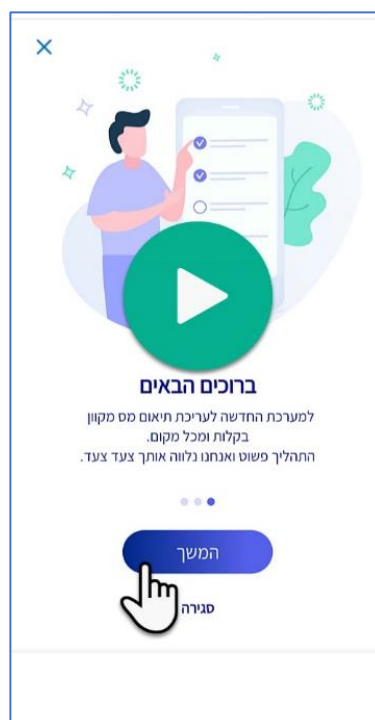 ברוכים הבאים
למערכת החדשה לעריכת תיאום מס מקוון
בקלות ומכל מקום.
התהליך פשוט ואנחנו נלווה אותך צעד צעד.
המשך
סגירה